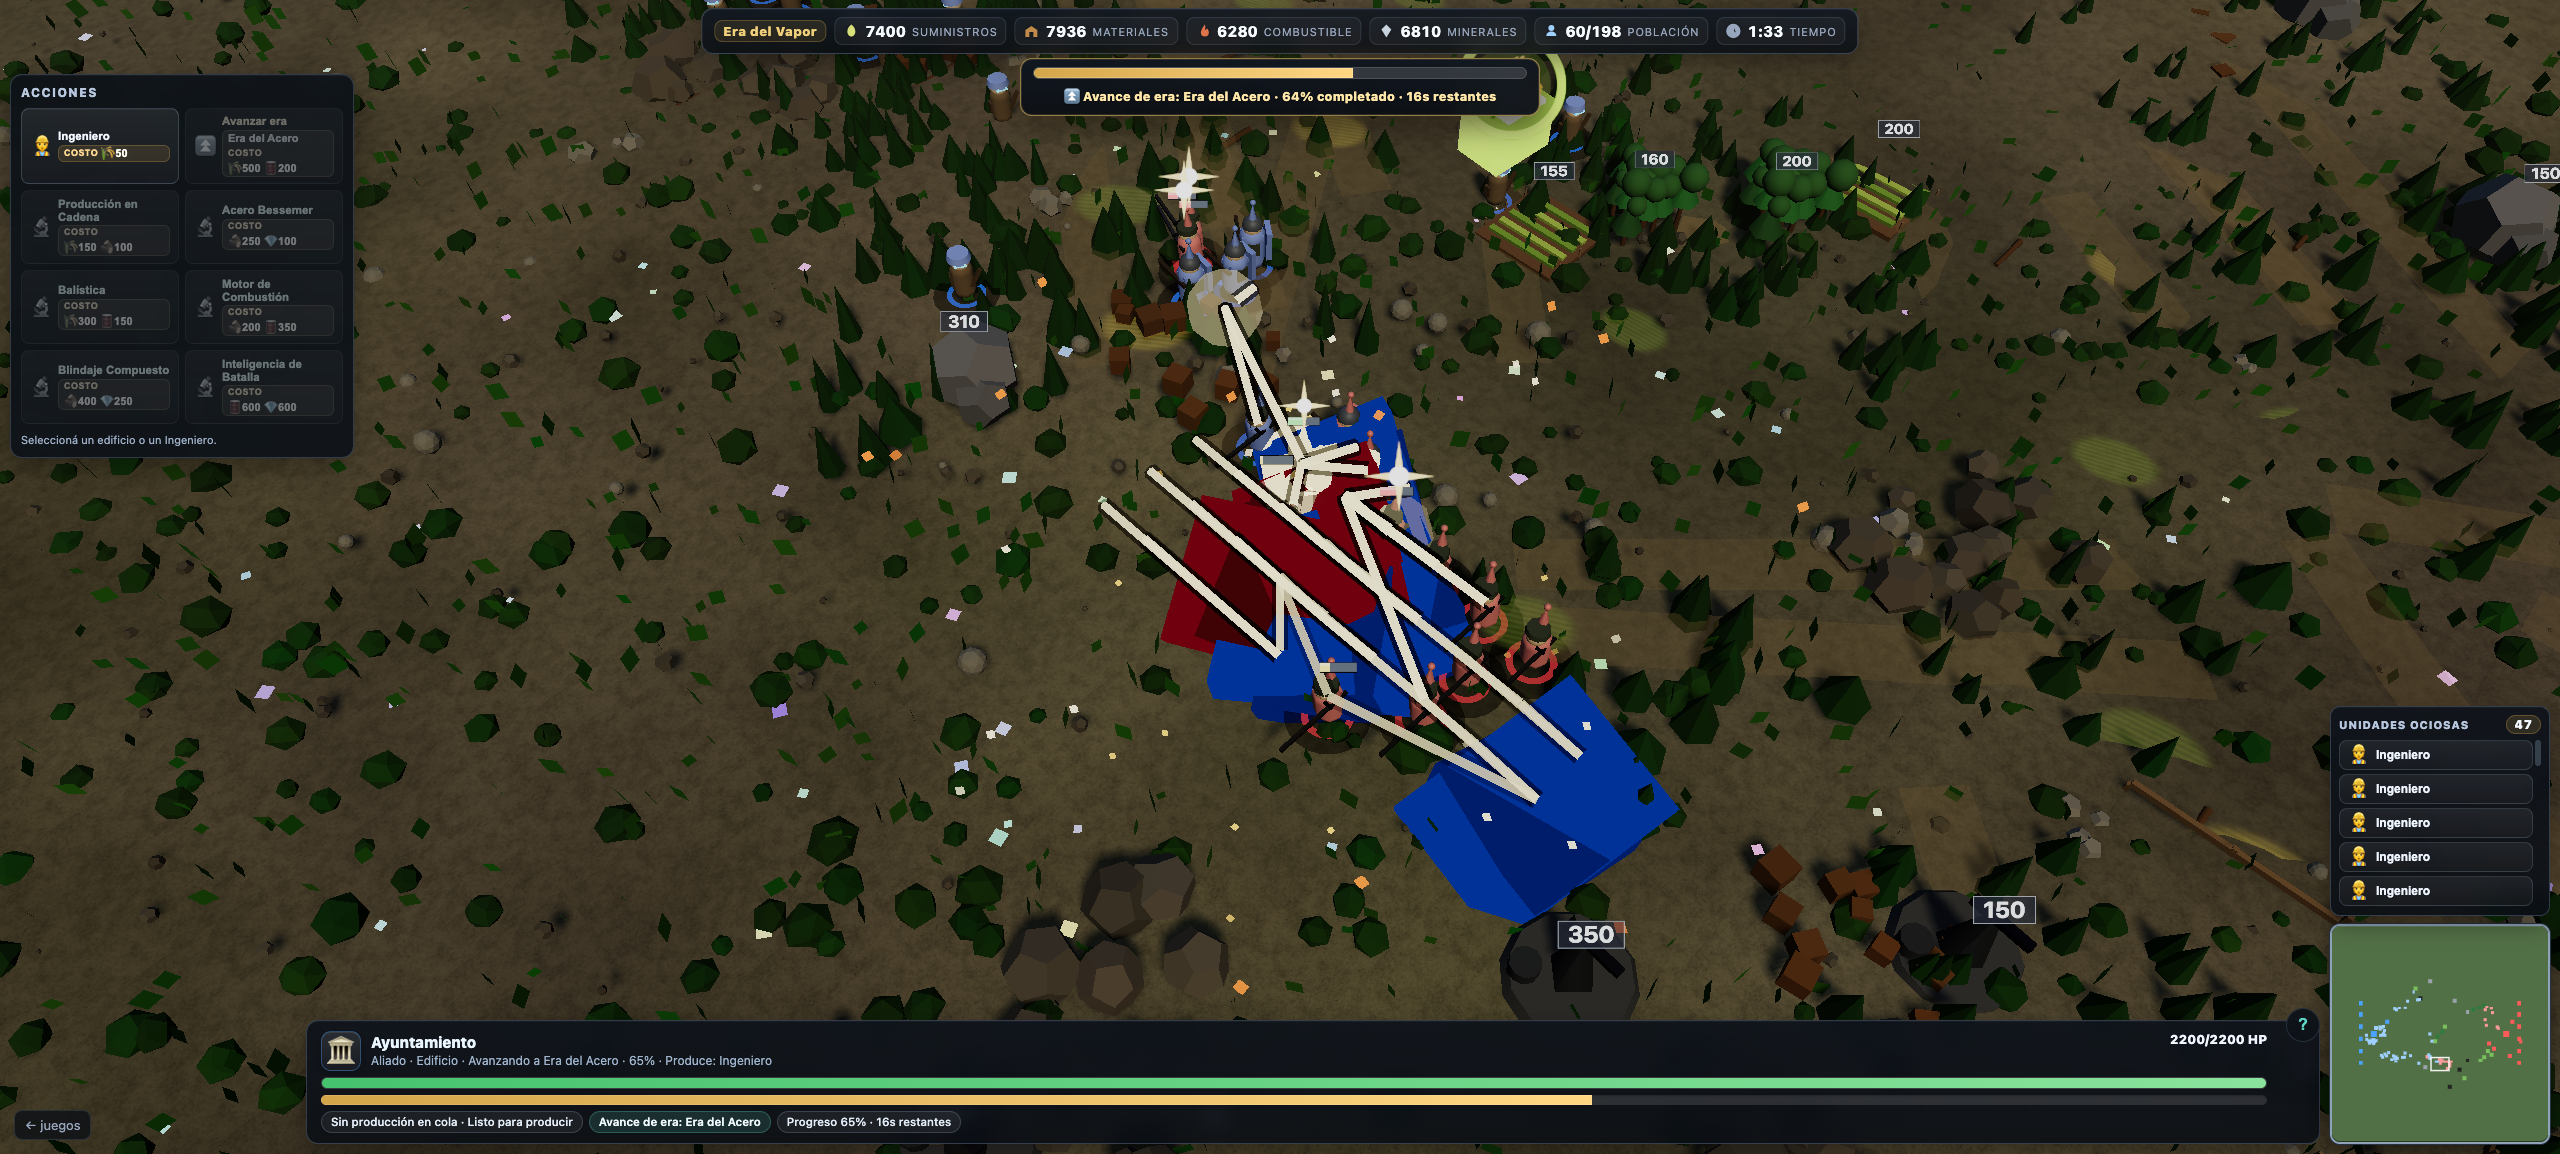 Era del Vapor
7400 SUMINISTROS
7936 MATERIALES
6280 COMBUSTIBLE
6810 MINERALES
60/198 POBLACIÓN
1:33 TIEMPO
Avance de era: Era del Acero · 64% completado · 16s restantes
ACCIONES
Ingeniero
COSTO 50
Avanzar era
Era del Acero
COSTO
500 200
Producción en
Cadena
COSTO
150 100
Acero Bessemer
COSTO
250 100
Balística
COSTO
300 150
Motor de
Combustión
COSTO
200 350
Blindaje Compuesto
COSTO
400 250
Inteligencia de
Batalla
COSTO
600 600
Seleccioná un edificio o un Ingeniero.
200
155
160
200
150
310
350
150
UNIDADES OCIOSAS 47
Ingeniero
Ingeniero
Ingeniero
Ingeniero
Ingeniero
?
Ayuntamiento
2200/2200 HP
Aliado · Edificio · Avanzando a Era del Acero · 65% · Produce: Ingeniero
Sin producción en cola · Listo para producir
Avance de era: Era del Acero
Progreso 65% · 16s restantes
← juegos